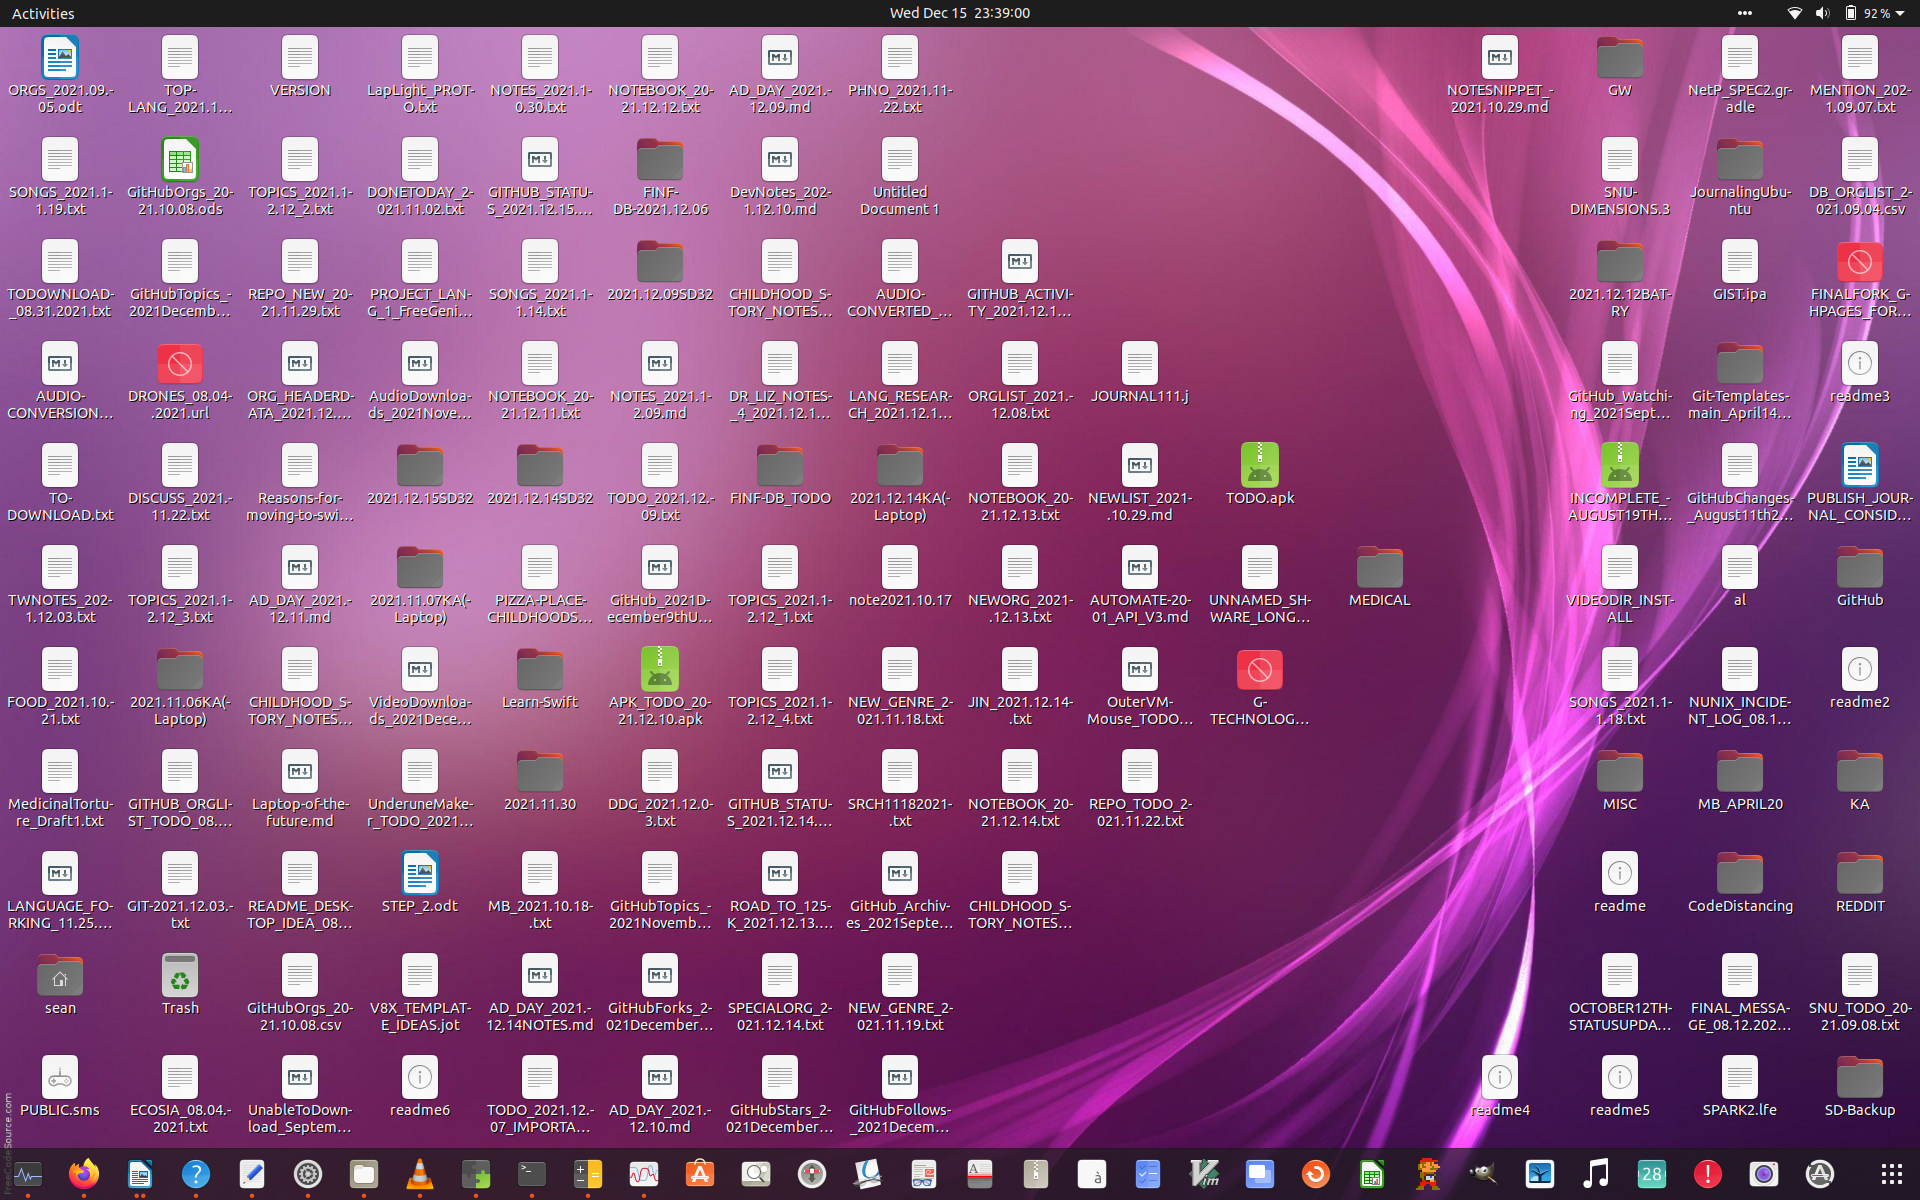 Activities
Wed Dec 15 23:39:00
92 %
ORGS_2021.09.-
05.odt
TOP-
LANG_2021.1...
VERSION
LapLight_PROT-
O.txt
NOTES_2021.1-
0.30.txt
NOTEBOOK_20-
21.12.12.txt
AD_DAY_2021.-
12.09.md
PHNO_2021.11-
.22.txt
NOTESNIPPET_-
2021.10.29.md
GW
NetP_SPEC2.gr-
adle
MENTION_202-
1.09.07.txt
SONGS_2021.1-
1.19.txt
GitHubOrgs_20-
21.10.08.ods
TOPICS_2021.1-
2.12_2.txt
DONETODAY_2-
021.11.02.txt
GITHUB_STATU-
S_2021.12.15....
FINF-
DB-2021.12.06
DevNotes_202-
1.12.10.md
Untitled
Document 1
SNU-
DIMENSIONS.3
JournalingUbu-
ntu
DB_ORGLIST_2-
021.09.04.csv
TODOWNLOAD-
_08.31.2021.txt
GitHubTopics_-
2021Decemb...
REPO_NEW_20-
21.11.29.txt
PROJECT_LAN-
G_1_FreeGeni...
SONGS_2021.1-
1.14.txt
2021.12.09SD32
CHILDHOOD_S-
TORY_NOTES...
AUDIO-
CONVERTED_...
GITHUB_ACTIVI-
TY_2021.12.1...
2021.12.12BAT-
RY
GIST.ipa
FINALFORK_G-
HPAGES_FOR...
AUDIO-
CONVERSION...
DRONES_08.04-
.2021.url
ORG_HEADERD-
ATA_2021.12....
AudioDownloa-
ds_2021Nove...
NOTEBOOK_20-
21.12.11.txt
NOTES_2021.1-
2.09.md
DR_LIZ_NOTES-
_4_2021.12.1...
LANG_RESEAR-
CH_2021.12.1...
ORGLIST_2021.-
12.08.txt
JOURNAL111.j
GitHub_Watchi-
ng_2021Sept...
Git-Templates-
main_April14...
readme3
TO-
DOWNLOAD.txt
DISCUSS_2021.-
11.22.txt
Reasons-for-
moving-to-swi...
2021.12.15SD32
2021.12.14SD32
TODO_2021.12.-
09.txt
FINF-DB_TODO
2021.12.14KA(-
Laptop)
NOTEBOOK_20-
21.12.13.txt
NEWLIST_2021-
.10.29.md
TODO.apk
INCOMPLETE_-
AUGUST19TH...
GitHubChanges-
_August11th2...
PUBLISH_JOUR-
NAL_CONSID...
TWNOTES_202-
1.12.03.txt
TOPICS_2021.1-
2.12_3.txt
AD_DAY_2021.-
12.11.md
2021.11.07KA(-
Laptop)
PIZZA-PLACE-
CHILDHOODS...
GitHub_2021D-
ecember9thU...
TOPICS_2021.1-
2.12_1.txt
note2021.10.17
NEWORG_2021-
.12.13.txt
AUTOMATE-20-
01_API_V3.md
UNNAMED_SH-
WARE_LONG...
MEDICAL
VIDEODIR_INST-
ALL
al
GitHub
FOOD_2021.10.-
21.txt
2021.11.06KA(-
Laptop)
CHILDHOOD_S-
TORY_NOTES...
VideoDownloa-
ds_2021Dece...
Learn-Swift
APK_TODO_20-
21.12.10.apk
TOPICS_2021.1-
2.12_4.txt
NEW_GENRE_2-
021.11.18.txt
JIN_2021.12.14-
.txt
OuterVM-
Mouse_TODO...
G-
TECHNOLOG...
SONGS_2021.1-
1.18.txt
NUNIX_INCIDE-
NT_LOG_08.1...
readme2
MedicinalTortu-
re_Draft1.txt
GITHUB_ORGLI-
ST_TODO_08....
Laptop-of-the-
future.md
UnderuneMake-
r_TODO_2021...
2021.11.30
DDG_2021.12.0-
3.txt
GITHUB_STATU-
S_2021.12.14....
SRCH11182021-
.txt
NOTEBOOK_20-
21.12.14.txt
REPO_TODO_2-
021.11.22.txt
MISC
MB_APRIL20
KA
LANGUAGE_FO-
RKING_11.25....
GIT-2021.12.03.-
txt
README_DESK-
TOP_IDEA_08...
STEP_2.odt
MB_2021.10.18-
.txt
GitHubTopics_-
2021Novemb...
ROAD_TO_125-
K_2021.12.13....
GitHub_Archiv-
es_2021Septe...
CHILDHOOD_S-
TORY_NOTES...
readme
CodeDistancing
REDDIT
sean
Trash
GitHubOrgs_20-
21.10.08.csv
V8X_TEMPLAT-
E_IDEAS.jot
AD_DAY_2021.-
12.14NOTES.md
GitHubForks_2-
021December...
SPECIALORG_2-
021.12.14.txt
NEW_GENRE_2-
021.11.19.txt
OCTOBER12TH-
STATUSUPDA...
FINAL_MESSA-
GE_08.12.202...
SNU_TODO_20-
21.09.08.txt
PUBLIC.sms
ECOSIA_08.04.-
2021.txt
UnableToDown-
load_Septem...
readme6
TODO_2021.12.-
07_IMPORTA...
AD_DAY_2021.-
12.10.md
GitHubStars_2-
021December...
GitHubFollows-
_2021Decem...
readme4
readme5
SPARK2.lfe
SD-Backup
FreeCodeSource.com
28